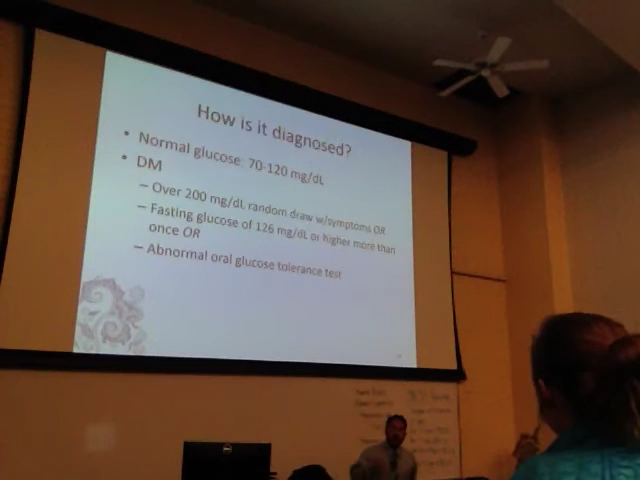 How is it diagnosed?
• Normal glucose: 70-120 mg/dL
• DM
– Over 200 mg/dL random draw w/symptoms OR
– Fasting glucose of 126 mg/dL or higher more than
once OR
– Abnormal oral glucose tolerance test
DELL